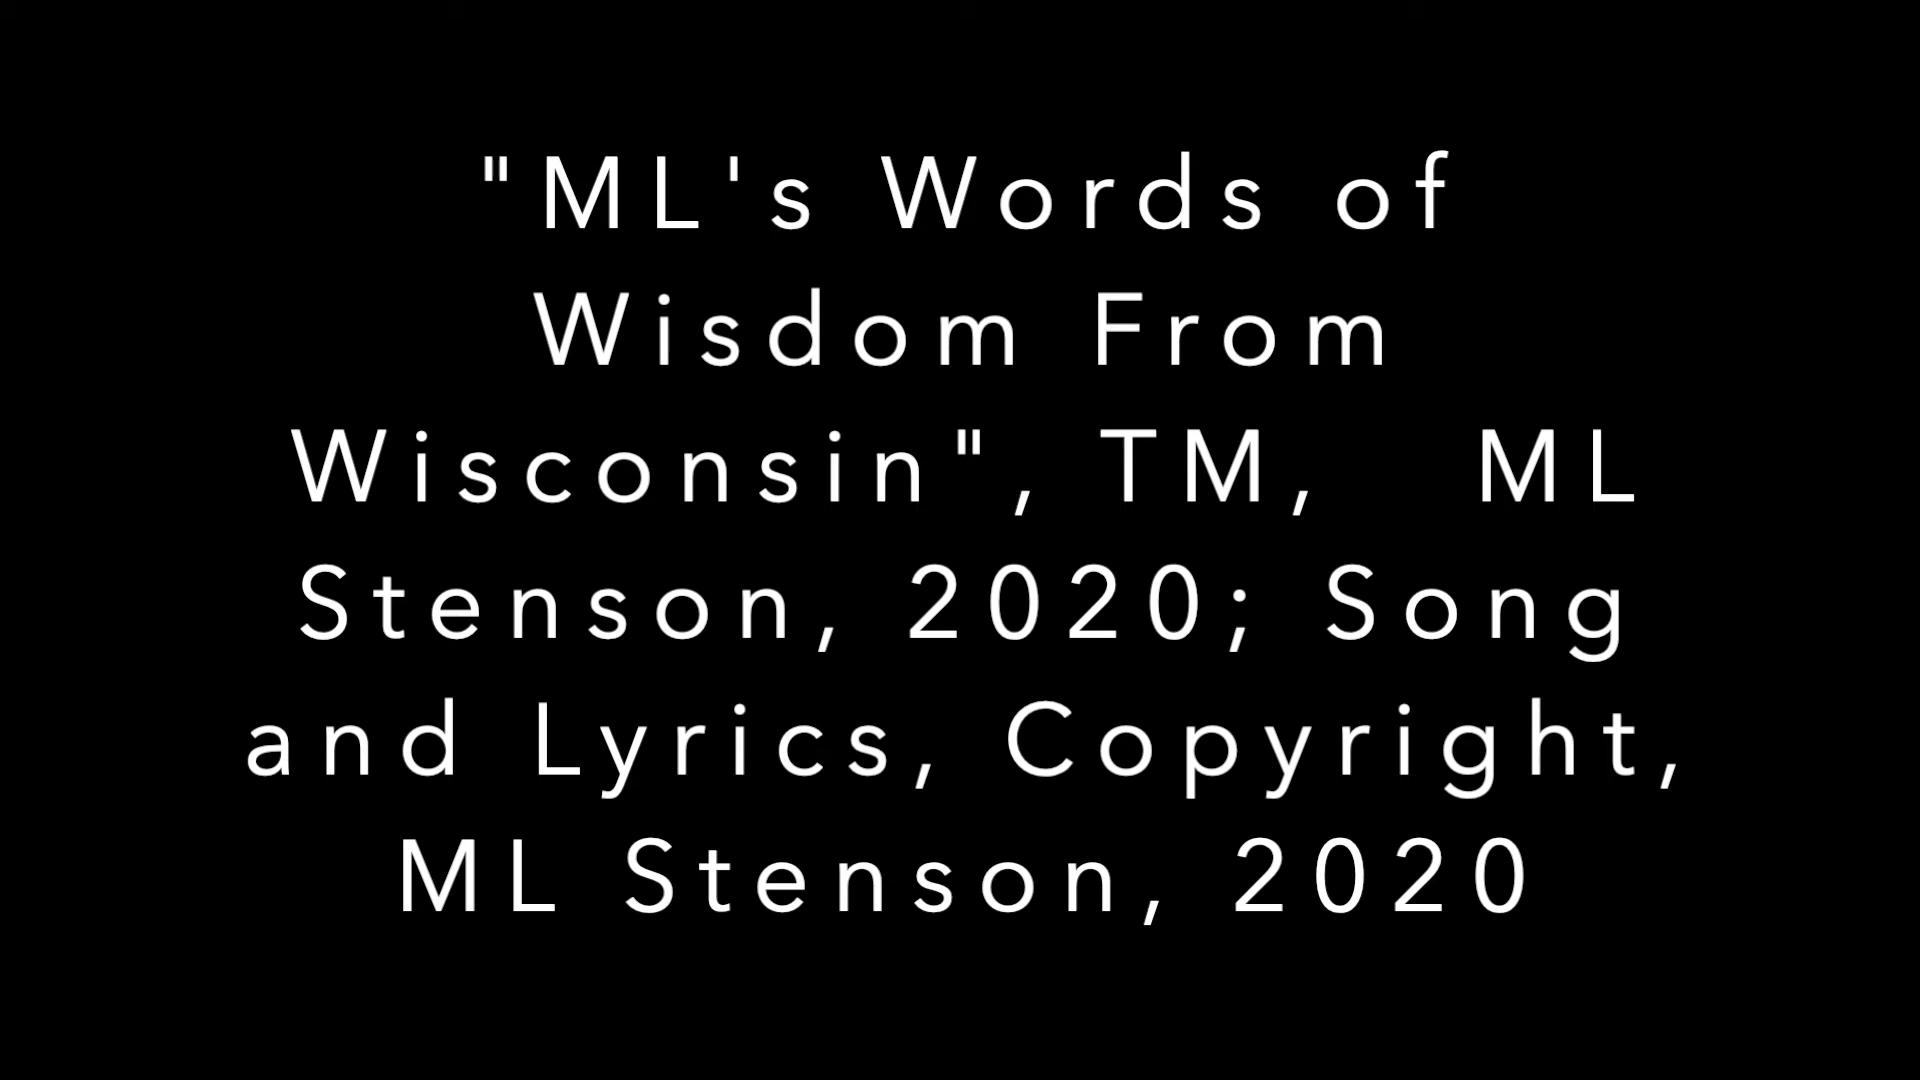 "ML's Words of
Wisdom From
Wisconsin", TM, ML
Stenson, 2020; Song
and Lyrics, Copyright,
ML Stenson, 2020